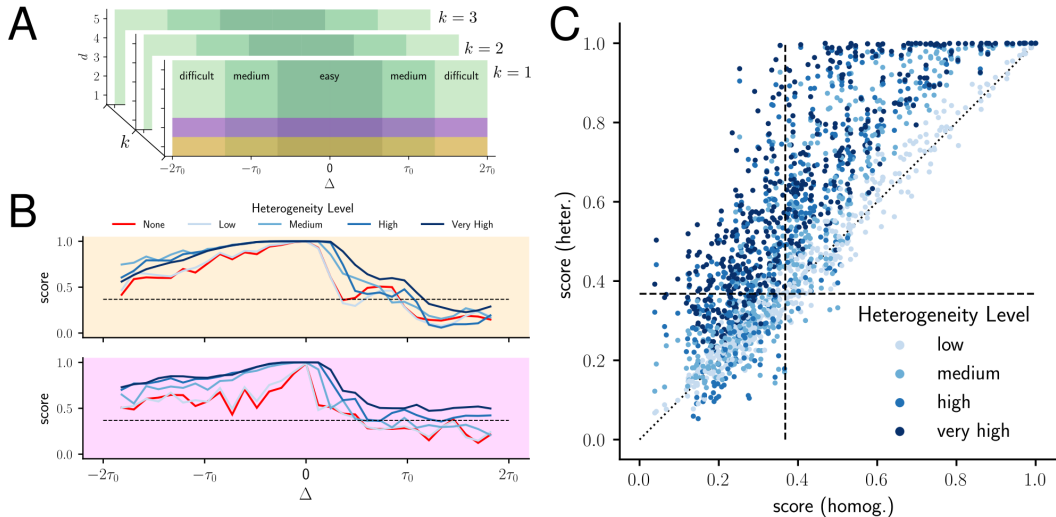 A
5
4
3
2
1
d
k
k = 3
k = 2
k = 1
difficult medium easy medium difficult
−2τ₀ −τ₀ 0 τ₀ 2τ₀
Δ
B
Heterogeneity Level
None Low Medium High Very High
1.0
0.5
0.0
score
1.0
0.5
0.0
score
−2τ₀ −τ₀ 0 τ₀ 2τ₀
Δ
C
1.0
0.8
0.6
0.4
0.2
0.0
score (heter.)
Heterogeneity Level
low
medium
high
very high
0.0 0.2 0.4 0.6 0.8 1.0
score (homog.)